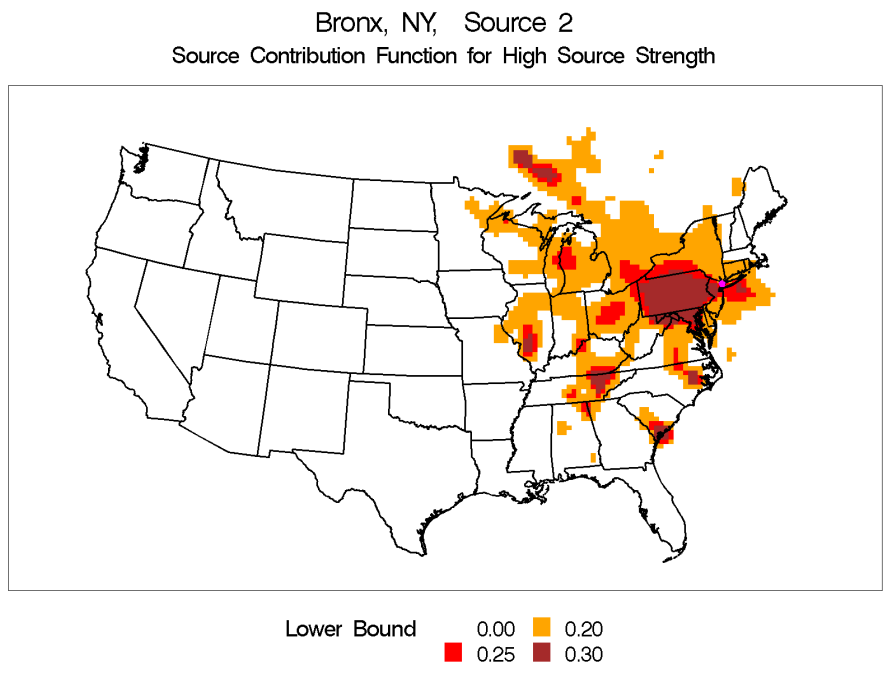 Bronx, NY, Source 2
Source Contribution Function for High Source Strength
Lower Bound 0.00 0.20
0.25 0.30